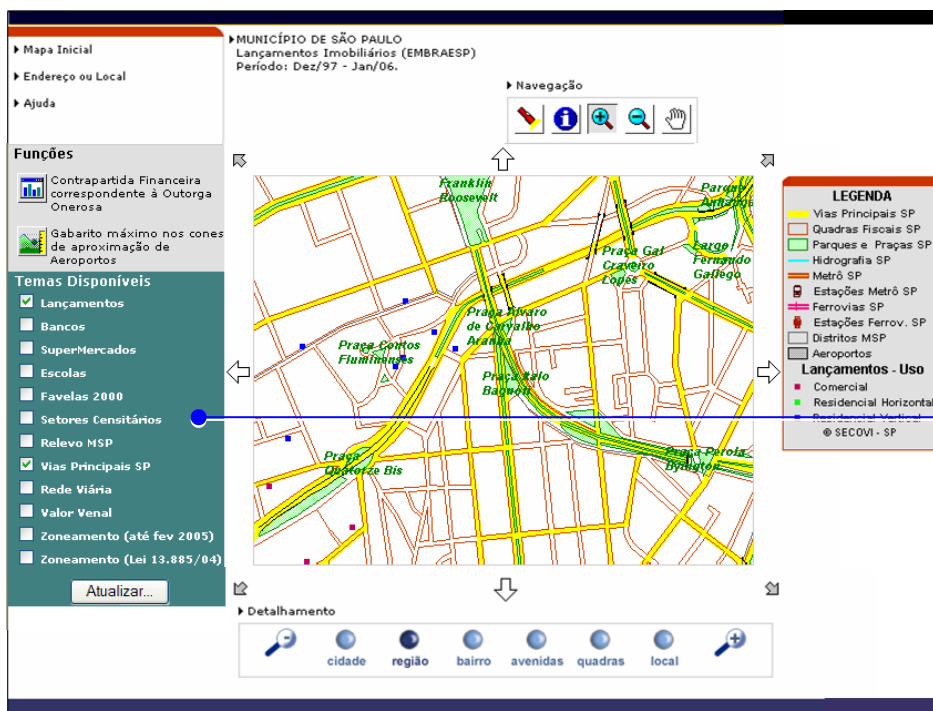 Mapa Inicial
Endereço ou Local
Ajuda
MUNICÍPIO DE SÃO PAULO
Lançamentos Imobiliários (EMBRAESP)
Período: Dez/97 - Jan/06.
Navegação
Funções
Contrapartida Financeira
correspondente à Outorga
Onerosa
Gabarito máximo nos cones
de aproximação de
Aeroportos
Temas Disponíveis
Lançamentos
Bancos
SuperMercados
Escolas
Favelas 2000
Setores Censitários
Relevo MSP
Vias Principais SP
Rede Viária
Valor Venal
Zoneamento (até fev 2005)
Zoneamento (Lei 13.885/04)
Atualizar...
Franklin
Roosevelt
Parque
Largo
Fernando
Gallego
Praça Gal
Craveiro
Lopes
Praça Alvaro
de Carvalho
Aranha
Praça Contos
Fluminenses
Praça Italo
Bagnoli
Praça
Quatorze Bis
Praça Perola
Byington
LEGENDA
Vias Principais SP
Quadras Fiscais SP
Parques e Praças SP
Hidrografia SP
Metrô SP
Estações Metrô SP
Ferrovias SP
Estações Ferrov. SP
Distritos MSP
Aeroportos
Lançamentos - Uso
Comercial
Residencial Horizontal
Residencial Vertical
® SECOVI - SP
Detalhamento
cidade
região
bairro
avenidas
quadras
local